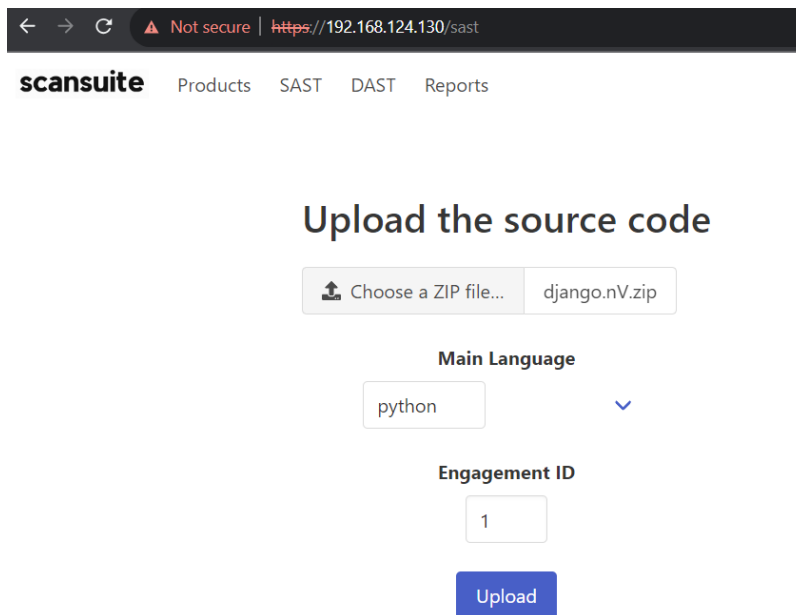 Not secure | https://192.168.124.130/sast
scansuite Products SAST DAST Reports
Upload the source code
Choose a ZIP file... django.nV.zip
Main Language
python
Engagement ID
1
Upload